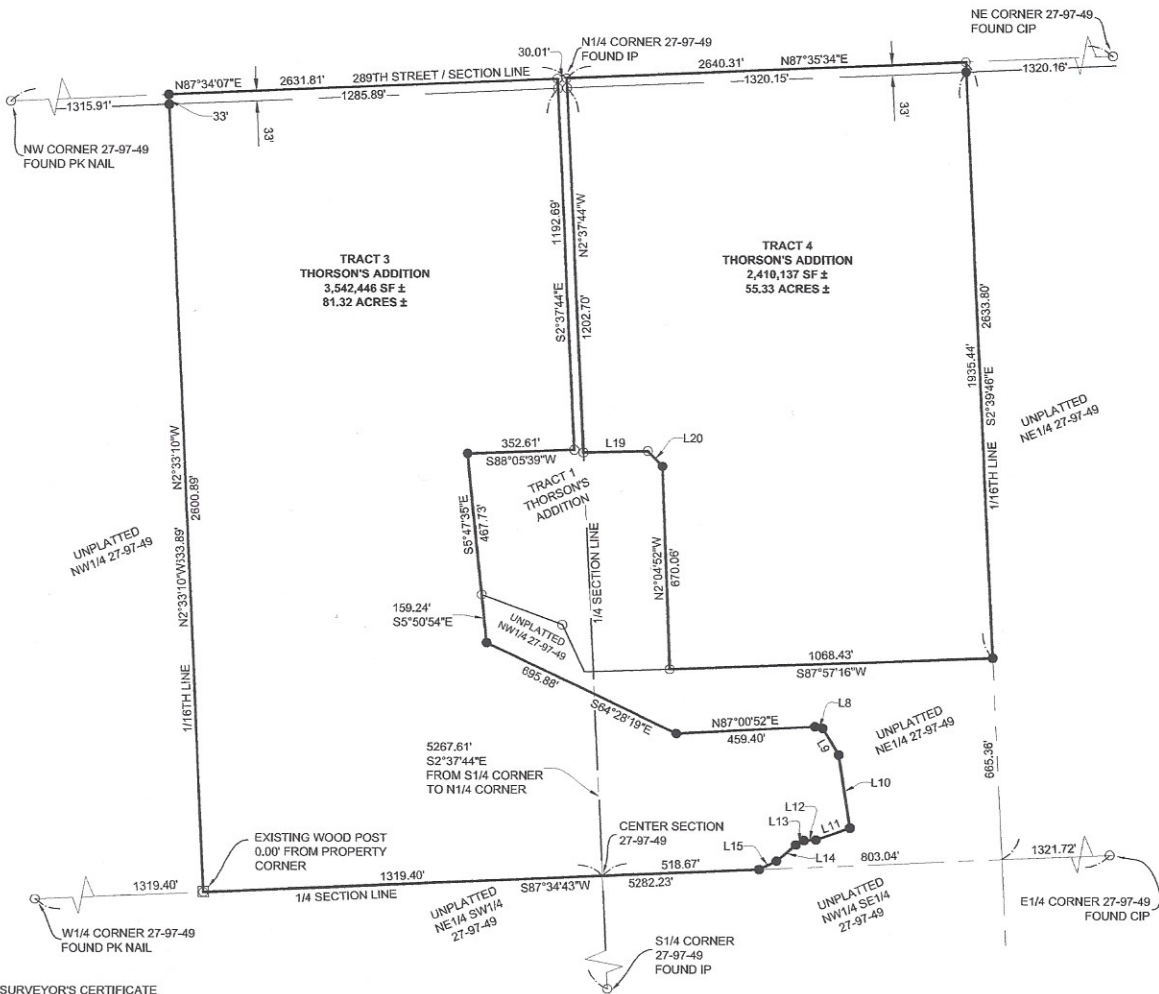 NE CORNER 27-97-49
FOUND CIP
N1/4 CORNER 27-97-49
FOUND IP
30.01'
N87°34'07"E
2631.81'
289TH STREET / SECTION LINE
2640.31'
N87°35'34"E
1315.91'
1285.89'
1320.15'
1320.16'
33'
33'
33'
NW CORNER 27-97-49
FOUND PK NAIL
TRACT 3
THORSON'S ADDITION
3,542,446 SF ±
81.32 ACRES ±
1192.69'
S2°37'44"E
N2°37'44"W
1202.70'
TRACT 4
THORSON'S ADDITION
2,410,137 SF ±
55.33 ACRES ±
2633.80'
1935.44'
S2°39'46"E
1/16TH LINE
UNPLATTED
NE1/4 27-97-49
N2°33'10"W
2600.89'
UNPLATTED
NW1/4 27-97-49
N2°33'10"W
633.89'
1/16TH LINE
352.61'
S88°05'39"W
L19
L20
TRACT 1
THORSON'S
ADDITION
S5°47'35"E
467.73'
N2°04'52"W
670.06'
1/4 SECTION LINE
159.24'
S5°50'54"E
UNPLATTED
NW1/4 27-97-49
1068.43'
S87°57'16"W
695.88'
S64°28'19"E
N87°00'52"E
459.40'
L8
L9
UNPLATTED
NE1/4 27-97-49
665.36'
5267.61'
S2°37'44"E
FROM S1/4 CORNER
TO N1/4 CORNER
L10
L12
L13
L11
L14
L15
EXISTING WOOD POST
0.00' FROM PROPERTY
CORNER
CENTER SECTION
27-97-49
1319.40'
1319.40'
518.67'
803.04'
1321.72'
1/4 SECTION LINE
S87°34'43"W
5282.23'
UNPLATTED
NE1/4 SW1/4
27-97-49
UNPLATTED
NW1/4 SE1/4
27-97-49
W1/4 CORNER 27-97-49
FOUND PK NAIL
S1/4 CORNER
27-97-49
FOUND IP
E1/4 CORNER 27-97-49
FOUND CIP
SURVEYOR'S CERTIFICATE